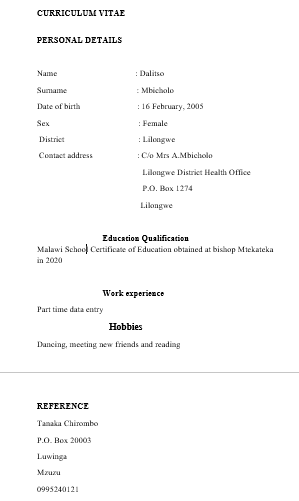 CURRICULUM VITAE
PERSONAL DETAILS
Name : Dalitso
Surname : Mbicholo
Date of birth : 16 February, 2005
Sex : Female
District : Lilongwe
Contact address : C/o Mrs A.Mbicholo
Lilongwe District Health Office
P.O. Box 1274
Lilongwe
Education Qualification
Malawi School Certificate of Education obtained at bishop Mtekateka
in 2020
Work experience
Part time data entry
Hobbies
Dancing, meeting new friends and reading
REFERENCE
Tanaka Chirombo
P.O. Box 20003
Luwinga
Mzuzu
0995240121